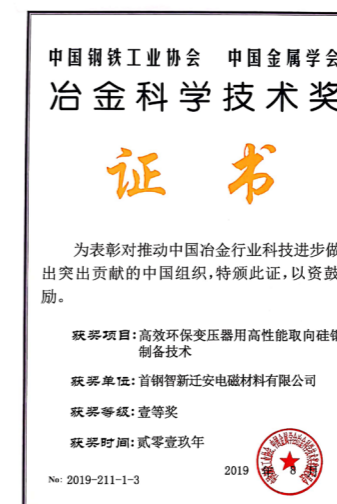 中国钢铁工业协会 中国金属学会
冶金科学技术奖
证书
为表彰对推动中国冶金行业科技进步做
出突出贡献的中国组织,特颁此证,以资鼓
励。
获奖项目:高效环保变压器用高性能取向硅钢
制备技术
获奖单位:首钢智新迁安电磁材料有限公司
获奖等级:壹等奖
获奖时间:贰零壹玖年
2019 年 8 月
No: 2019-211-1-3